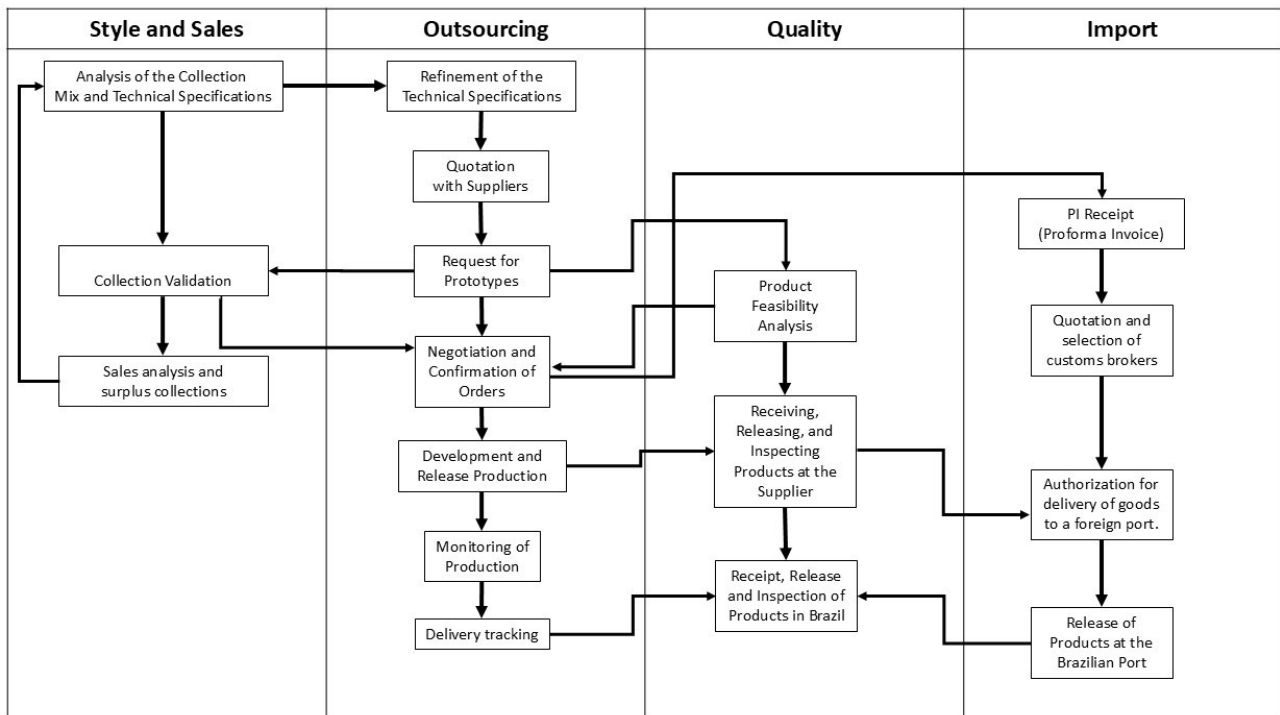 Style and Sales
Outsourcing
Quality
Import
Analysis of the Collection
Mix and Technical Specifications
Collection Validation
Sales analysis and
surplus collections
Refinement of the
Technical Specifications
Quotation
with Suppliers
Request for
Prototypes
Negotiation and
Confirmation of
Orders
Development and
Release Production
Monitoring of
Production
Delivery tracking
Product
Feasibility
Analysis
Receiving,
Releasing, and
Inspecting
Products at the
Supplier
Receipt, Release
and Inspection of
Products in Brazil
PI Receipt
(Proforma Invoice)
Quotation and
selection of
customs brokers
Authorization for
delivery of goods
to a foreign port.
Release of
Products at the
Brazilian Port